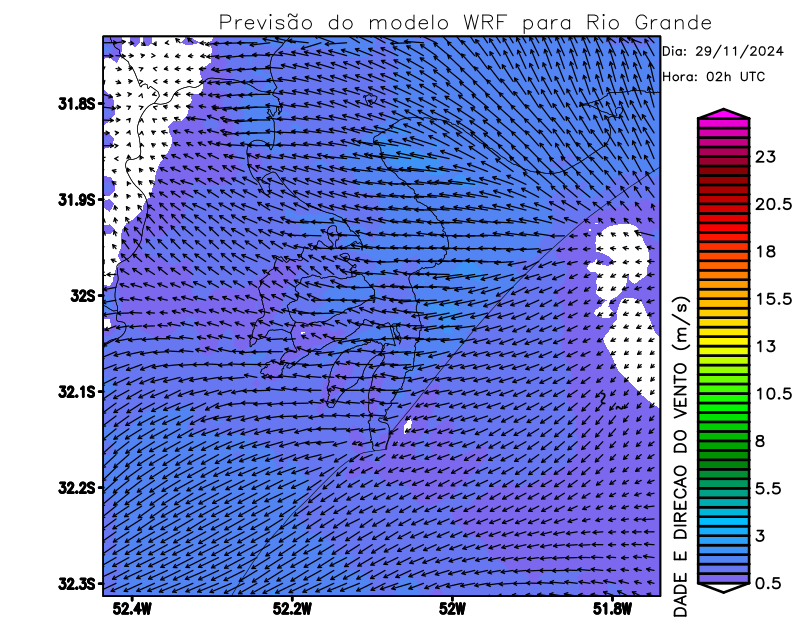 Previsão do modelo WRF para Rio Grande
Dia: 29/11/2024
Hora: 02h UTC
31.8S
31.9S
32S
32.1S
32.2S
32.3S
52.4W
52.2W
52W
51.8W
DADE E DIRECAO DO VENTO (m/s)
23
20.5
18
15.5
13
10.5
8
5.5
3
0.5